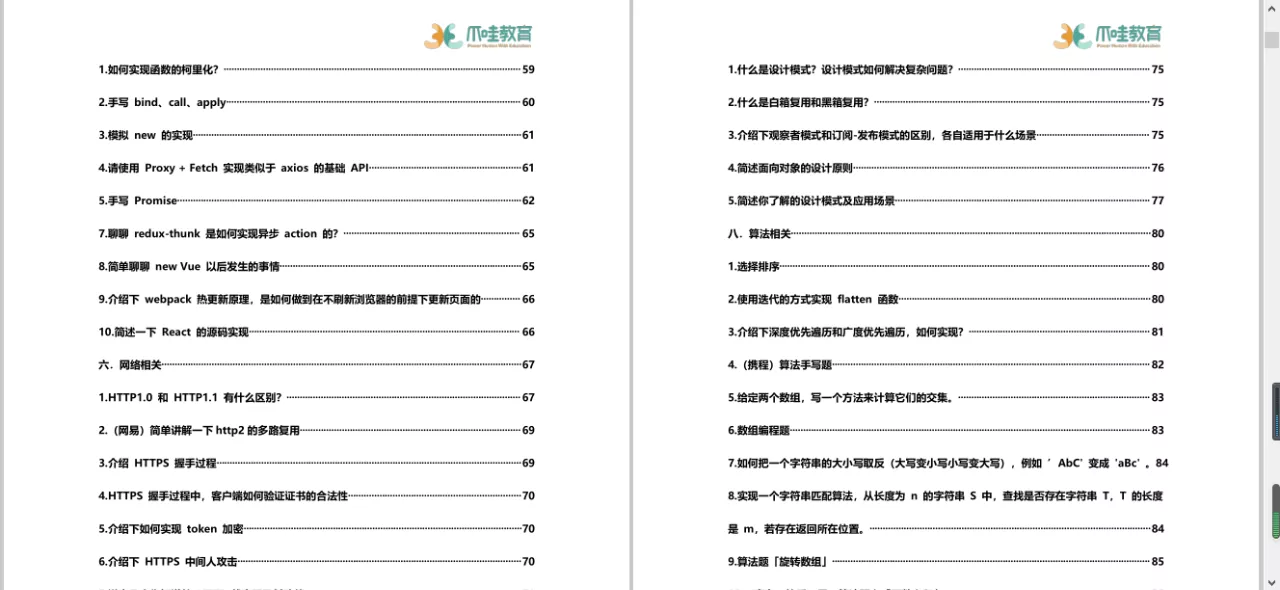 爪哇教育
1.如何实现函数的柯里化? 59
2.手写 bind、call、apply 60
3.模拟 new 的实现 61
4.请使用 Proxy + Fetch 实现类似于 axios 的基础 API 61
5.手写 Promise 62
7.聊聊 redux-thunk 是如何实现异步 action 的? 65
8.简单聊聊 new Vue 以后发生的事情 65
9.介绍下 webpack 热更新原理，是如何做到在不刷新浏览器的前提下更新页面的 66
10.简述一下 React 的源码实现 66
六．网络相关 67
1.HTTP1.0 和 HTTP1.1 有什么区别? 67
2.（网易）简单讲解一下http2的多路复用 69
3.介绍 HTTPS 握手过程 69
4.HTTPS 握手过程中，客户端如何验证证书的合法性 70
5.介绍下如何实现 token 加密 70
6.介绍下 HTTPS 中间人攻击 70
爪哇教育
1.什么是设计模式？设计模式如何解决复杂问题? 75
2.什么是白箱复用和黑箱复用? 75
3.介绍下观察者模式和订阅-发布模式的区别，各自适用于什么场景 75
4.简述面向对象的设计原则 76
5.简述你了解的设计模式及应用场景 77
八．算法相关 80
1.选择排序 80
2.使用迭代的方式实现 flatten 函数 80
3.介绍下深度优先遍历和广度优先遍历，如何实现? 81
4.（携程）算法手写题 82
5.给定两个数组，写一个方法来计算它们的交集。 83
6.数组编程题 83
7.如何把一个字符串的大小写取反（大写变小写小写变大写），例如 ' AbC' 变成 'aBc' 。84
8.实现一个字符串匹配算法，从长度为 n 的字符串 S 中，查找是否存在字符串 T，T 的长度
是 m，若存在返回所在位置。 84
9.算法题「旋转数组」 85